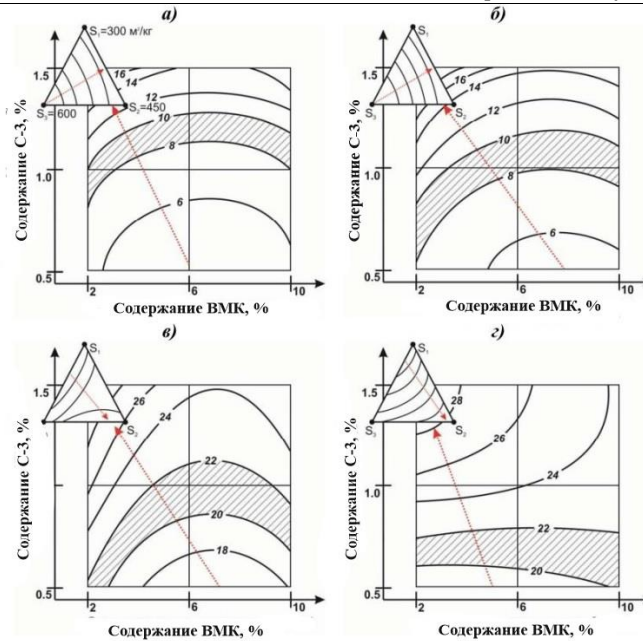 а)
S₁=300 м²/кг
S₃=600
S₂=450
Содержание С-3, %
1.5
1.0
0.5
16
14
12
10
8
6
2
6
10
Содержание ВМК, %
б)
S₁
S₃
S₂
Содержание С-3, %
1.5
1.0
0.5
16
14
12
10
8
6
2
6
10
Содержание ВМК, %
в)
S₁
S₂
Содержание С-3, %
1.5
1.0
0.5
26
24
22
20
18
2
6
10
Содержание ВМК, %
г)
S₁
S₃
S₂
Содержание С-3, %
1.5
1.0
0.5
28
26
24
22
20
2
6
10
Содержание ВМК, %